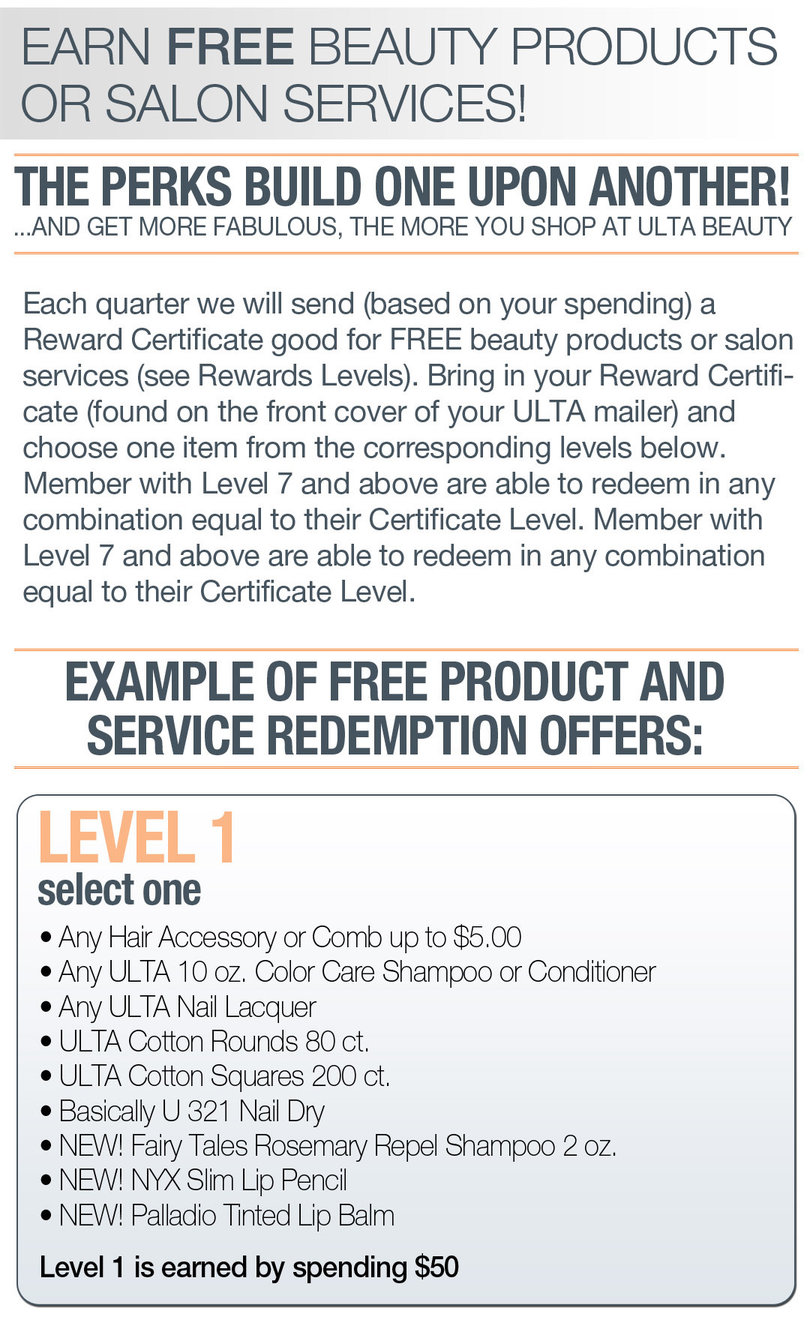 EARN FREE BEAUTY PRODUCTS
OR SALON SERVICES!
THE PERKS BUILD ONE UPON ANOTHER!
...AND GET MORE FABULOUS, THE MORE YOU SHOP AT ULTA BEAUTY
Each quarter we will send (based on your spending) a
Reward Certificate good for FREE beauty products or salon
services (see Rewards Levels). Bring in your Reward Certifi-
cate (found on the front cover of your ULTA mailer) and
choose one item from the corresponding levels below.
Member with Level 7 and above are able to redeem in any
combination equal to their Certificate Level. Member with
Level 7 and above are able to redeem in any combination
equal to their Certificate Level.
EXAMPLE OF FREE PRODUCT AND
SERVICE REDEMPTION OFFERS:
LEVEL 1
select one
• Any Hair Accessory or Comb up to $5.00
• Any ULTA 10 oz. Color Care Shampoo or Conditioner
• Any ULTA Nail Lacquer
• ULTA Cotton Rounds 80 ct.
• ULTA Cotton Squares 200 ct.
• Basically U 321 Nail Dry
• NEW! Fairy Tales Rosemary Repel Shampoo 2 oz.
• NEW! NYX Slim Lip Pencil
• NEW! Palladio Tinted Lip Balm
Level 1 is earned by spending $50